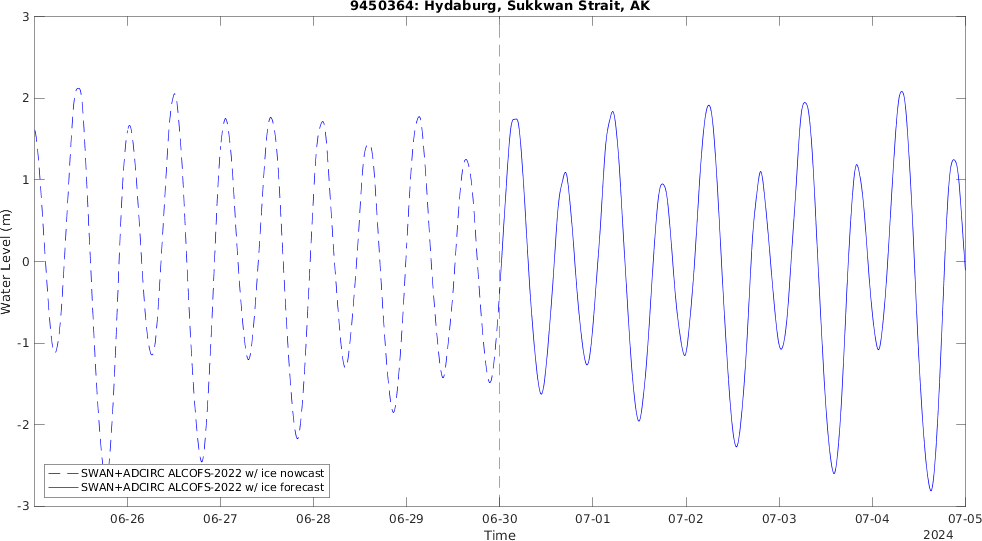 9450364: Hydaburg, Sukkwan Strait, AK
3
2
1
0
-1
-2
-3
Water Level (m)
SWAN+ADCIRC ALCOFS-2022 w/ ice nowcast
SWAN+ADCIRC ALCOFS-2022 w/ ice forecast
06-26 06-27 06-28 06-29 06-30 07-01 07-02 07-03 07-04 07-05
Time
2024